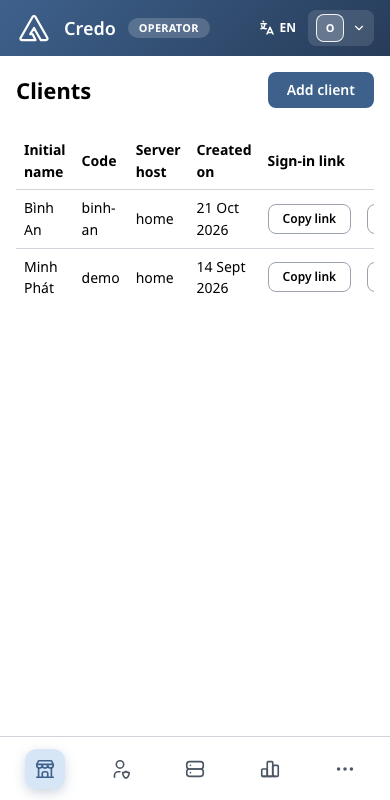 Credo
OPERATOR
EN
O
Clients
Add client
Initial name
Code
Server host
Created on
Sign-in link
Bình An
binh-an
home
21 Oct 2026
Copy link
Minh Phát
demo
home
14 Sept 2026
Copy link